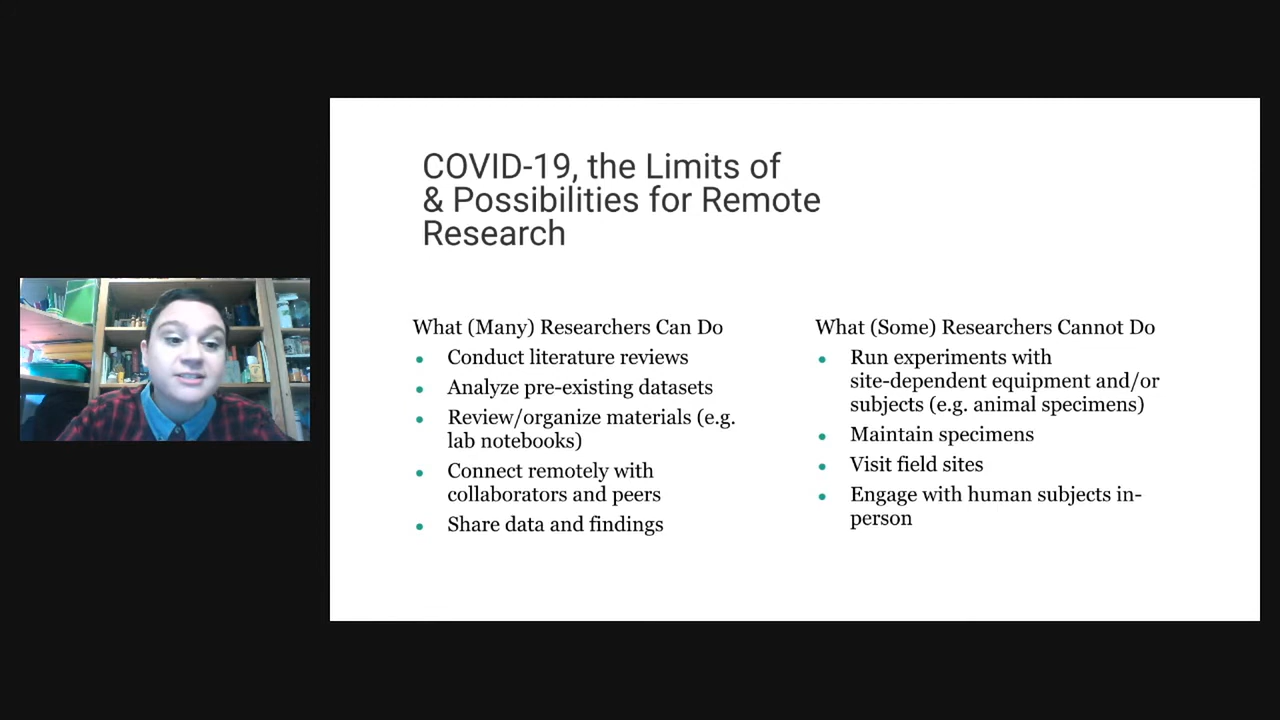 COVID-19, the Limits of
& Possibilities for Remote
Research
What (Many) Researchers Can Do
Conduct literature reviews
Analyze pre-existing datasets
Review/organize materials (e.g.
lab notebooks)
Connect remotely with
collaborators and peers
Share data and findings
What (Some) Researchers Cannot Do
Run experiments with
site-dependent equipment and/or
subjects (e.g. animal specimens)
Maintain specimens
Visit field sites
Engage with human subjects in-
person